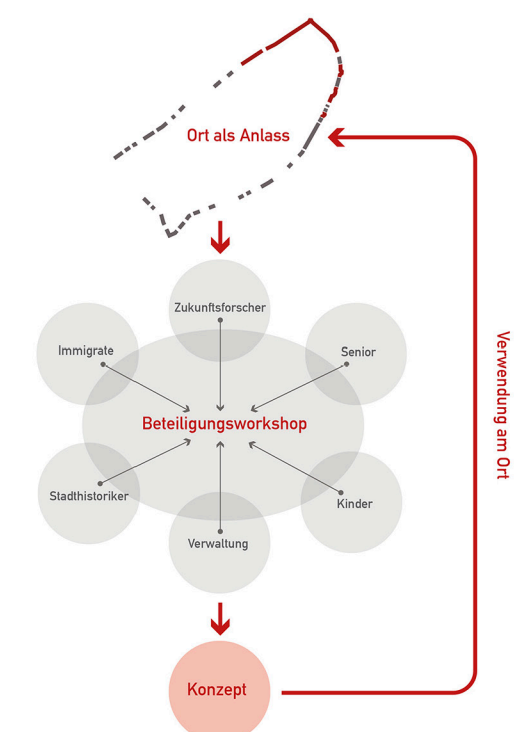 Ort als Anlass
Zukunftsforscher
Immigrate
Senior
Beteiligungsworkshop
Stadthistoriker
Kinder
Verwaltung
Konzept
Verwendung am Ort